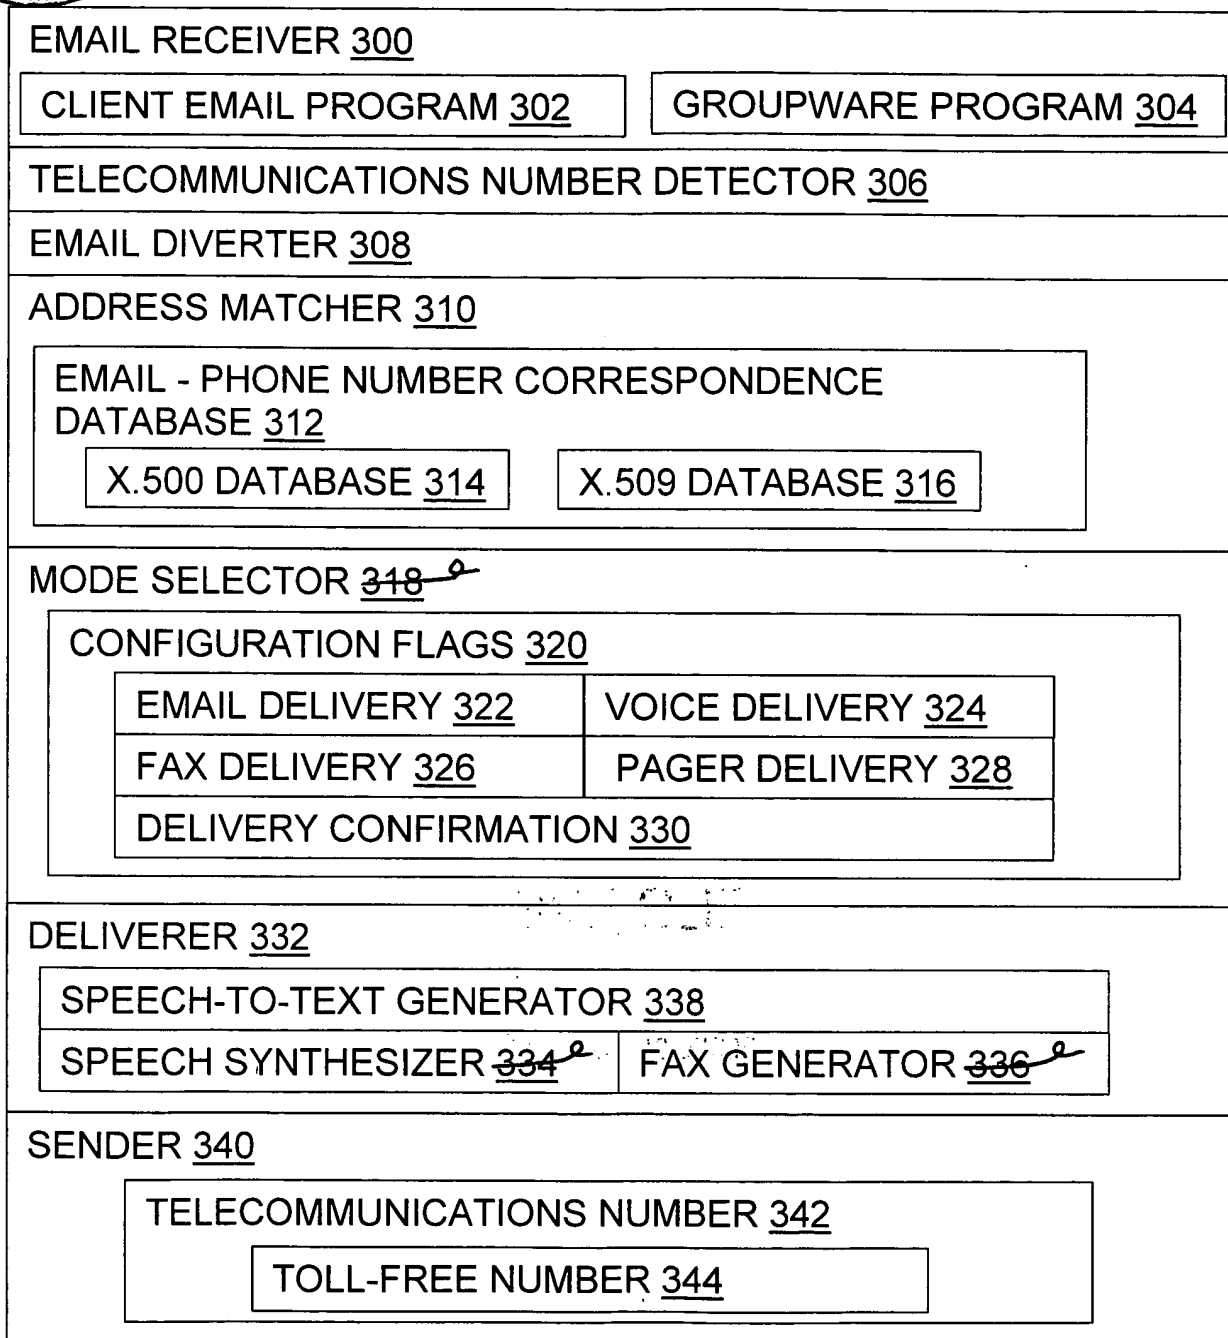 EMAIL RECEIVER 300
CLIENT EMAIL PROGRAM 302
GROUPWARE PROGRAM 304
TELECOMMUNICATIONS NUMBER DETECTOR 306
EMAIL DIVERTER 308
ADDRESS MATCHER 310
EMAIL - PHONE NUMBER CORRESPONDENCE
DATABASE 312
X.500 DATABASE 314
X.509 DATABASE 316
MODE SELECTOR 318
CONFIGURATION FLAGS 320
EMAIL DELIVERY 322
VOICE DELIVERY 324
FAX DELIVERY 326
PAGER DELIVERY 328
DELIVERY CONFIRMATION 330
DELIVERER 332
SPEECH-TO-TEXT GENERATOR 338
SPEECH SYNTHESIZER 334
FAX GENERATOR 336
SENDER 340
TELECOMMUNICATIONS NUMBER 342
TOLL-FREE NUMBER 344